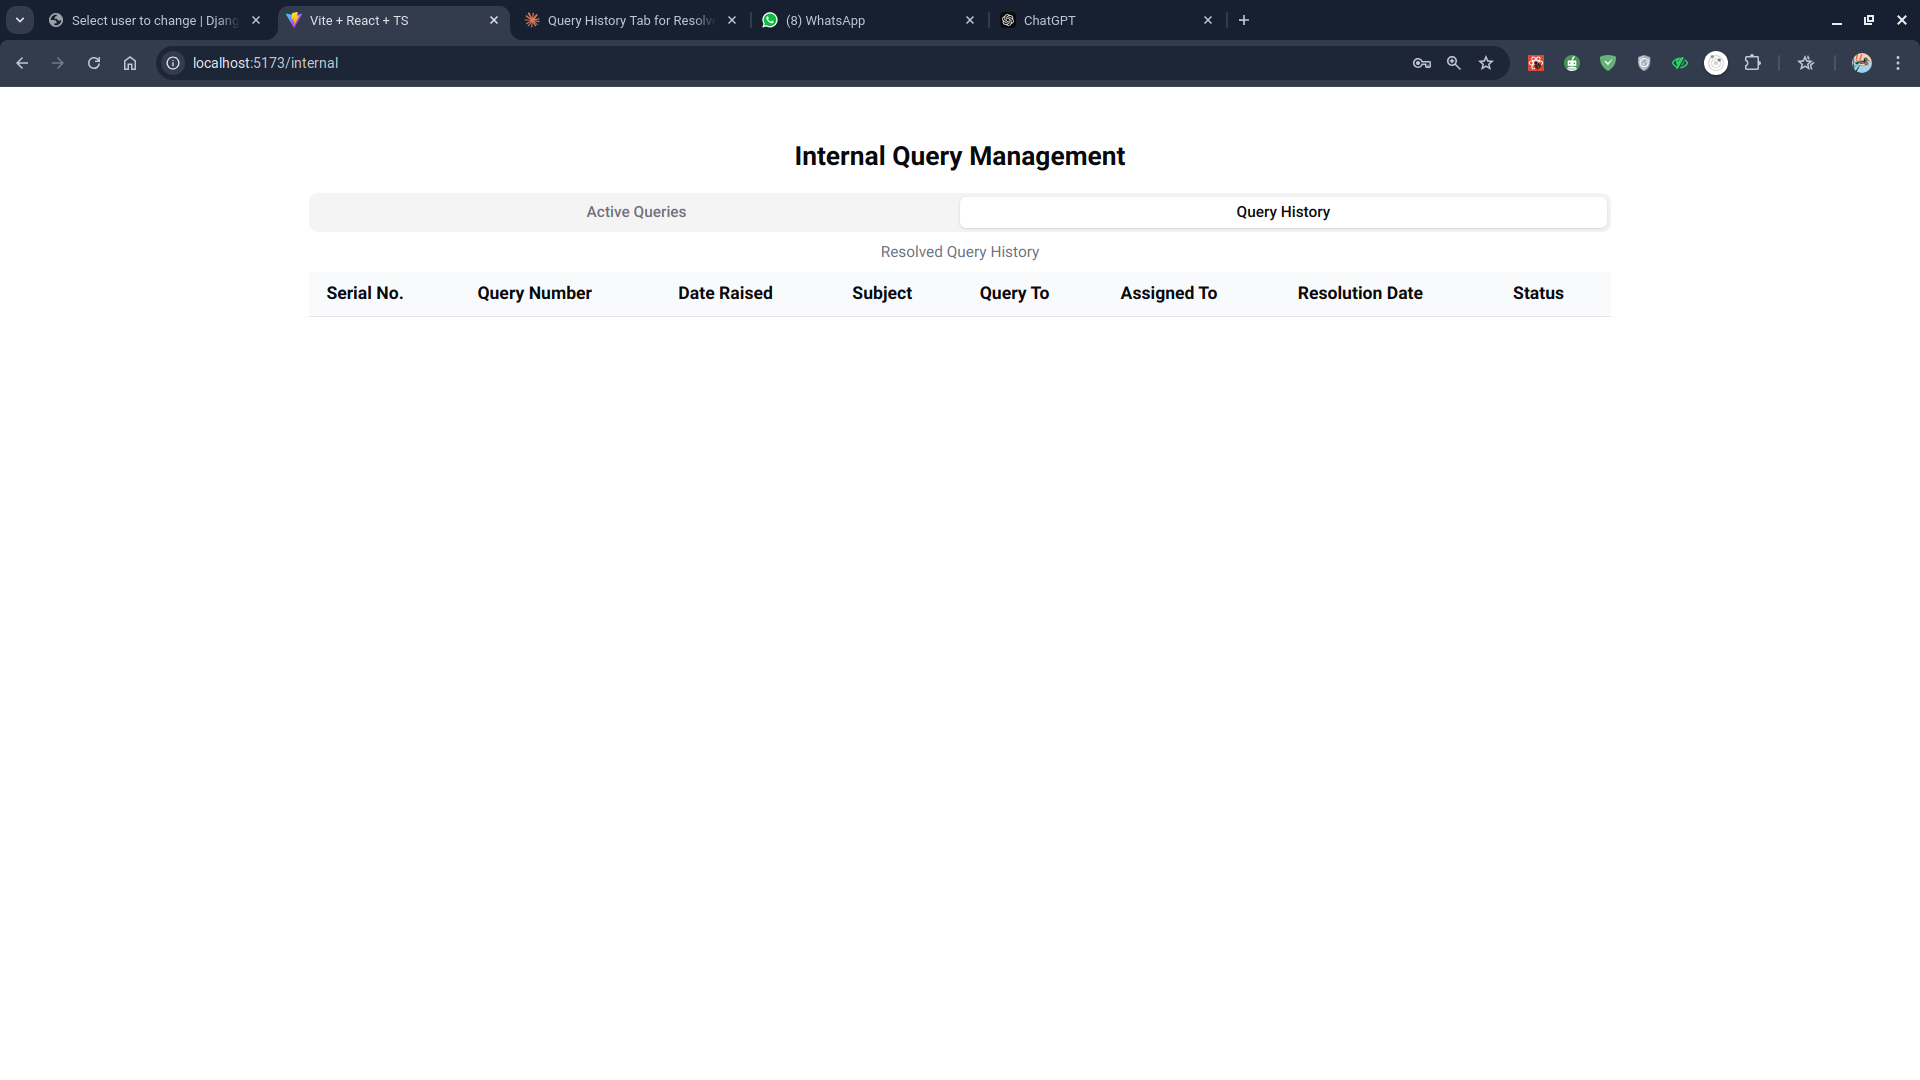 Select user to change | Djang
Vite + React + TS
Query History Tab for Resolv
(8) WhatsApp
ChatGPT
localhost:5173/internal
Internal Query Management
Active Queries
Query History
Resolved Query History
Serial No. Query Number Date Raised Subject Query To Assigned To Resolution Date Status